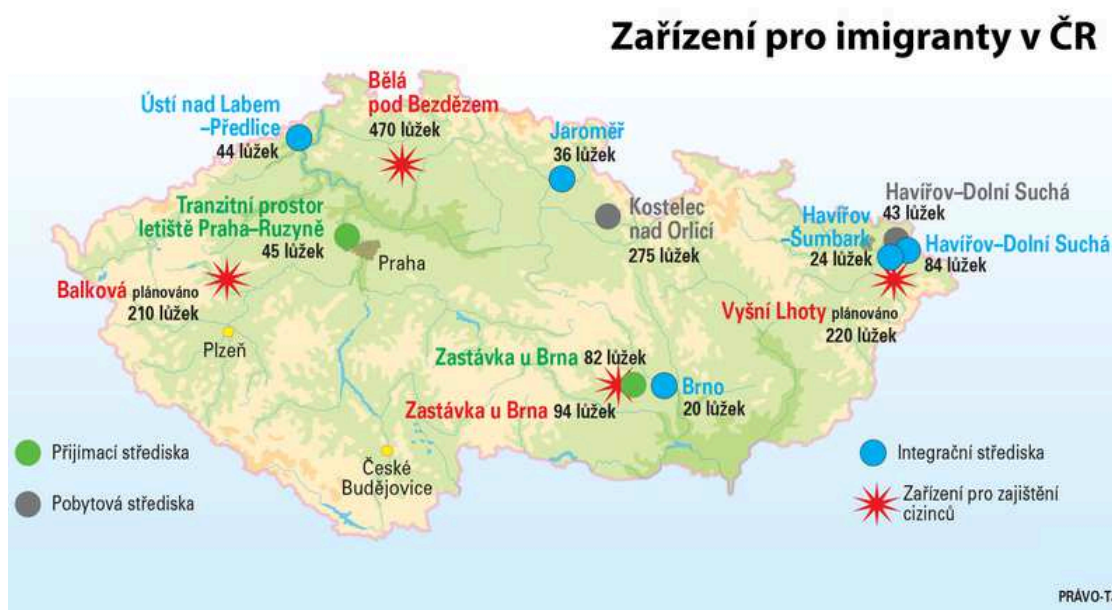 Zařízení pro imigranty v ČR
Bělá
pod Bezdězem
470 lůžek
Ústí nad Labem
–Předlice
44 lůžek
Jaroměř
36 lůžek
Tranzitní prostor
letiště Praha–Ruzyně
45 lůžek
Praha
Kostelec
nad Orlicí
275 lůžek
Havířov–Dolní Suchá
43 lůžek
Havířov
–Šumbark
24 lůžek
Havířov–Dolní Suchá
84 lůžek
Balková plánováno
210 lůžek
Plzeň
Vyšní Lhoty plánováno
220 lůžek
Zastávka u Brna 82 lůžek
Zastávka u Brna 94 lůžek
Brno
20 lůžek
České
Budějovice
Přijímací střediska
Pobytová střediska
Integrační střediska
Zařízení pro zajištění
cizinců
PRÁVO-T